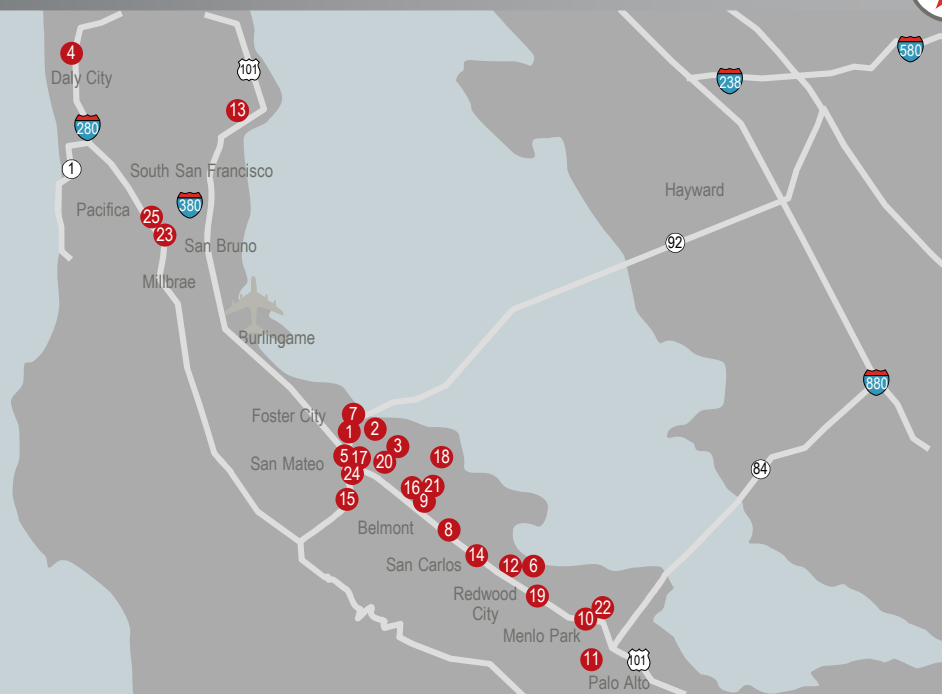 4
Daly City
101
580
238
13
280
1
South San Francisco
Hayward
380
Pacifica
25
23
San Bruno
92
Millbrae
Burlingame
880
Foster City
7
1
2
3
San Mateo
5
17
20
18
24
84
16
21
15
9
Belmont
8
San Carlos
14
12
6
Redwood
City
19
22
10
Menlo Park
11
101
Palo Alto